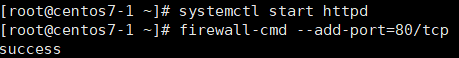 [root@centos7-1 ~]# systemctl start httpd
[root@centos7-1 ~]# firewall-cmd --add-port=80/tcp
success